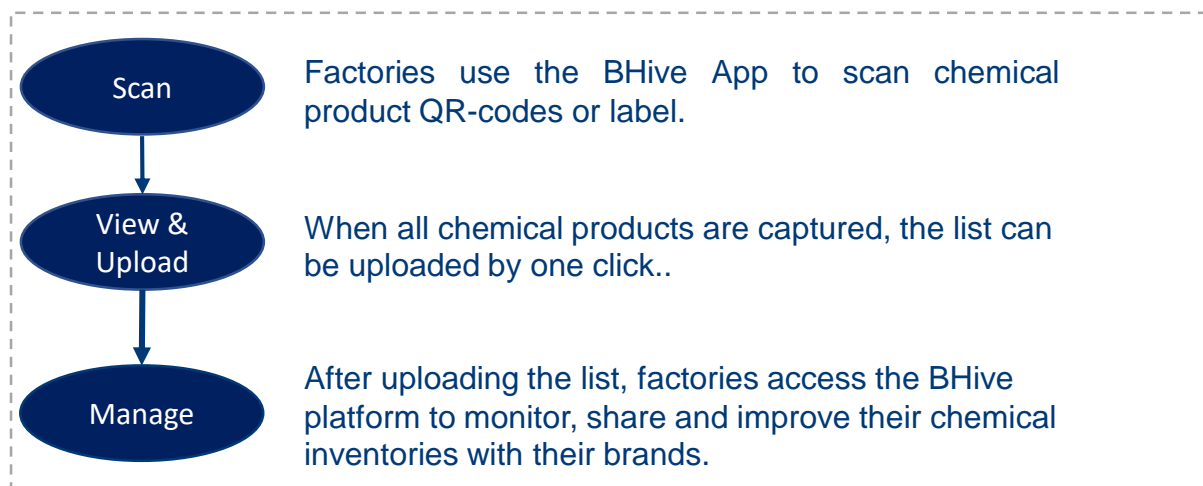 Scan
Factories use the BHive App to scan chemical
product QR-codes or label.
View &
Upload
When all chemical products are captured, the list can
be uploaded by one click..
Manage
After uploading the list, factories access the BHive
platform to monitor, share and improve their chemical
inventories with their brands.